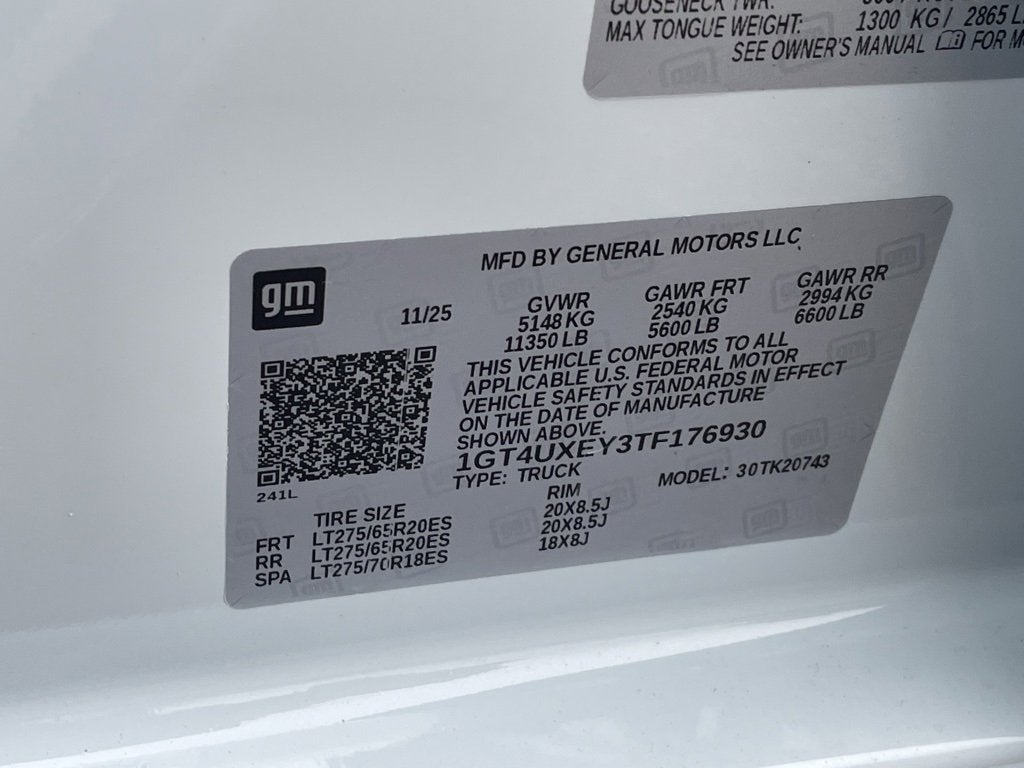 GOOSENECK TWR:
MAX TONGUE WEIGHT: 1300 KG/ 2865 L
SEE OWNER'S MANUAL FOR
MFD BY GENERAL MOTORS LLC
gm
11/25
GVWR GAWR FRT GAWR RR
5148 KG 2540 KG 2994 KG
11350 LB 5600 LB 6600 LB
THIS VEHICLE CONFORMS TO ALL
APPLICABLE U.S. FEDERAL MOTOR
VEHICLE SAFETY STANDARDS IN EFFECT
ON THE DATE OF MANUFACTURE
SHOWN ABOVE.
1GT4UXEY3TF176930
TYPE: TRUCK MODEL: 30TK20743
241L
TIRE SIZE RIM
FRT LT275/65R20ES 20X8.5J
RR LT275/65R20ES 20X8.5J
SPA LT275/70R18ES 18X8J